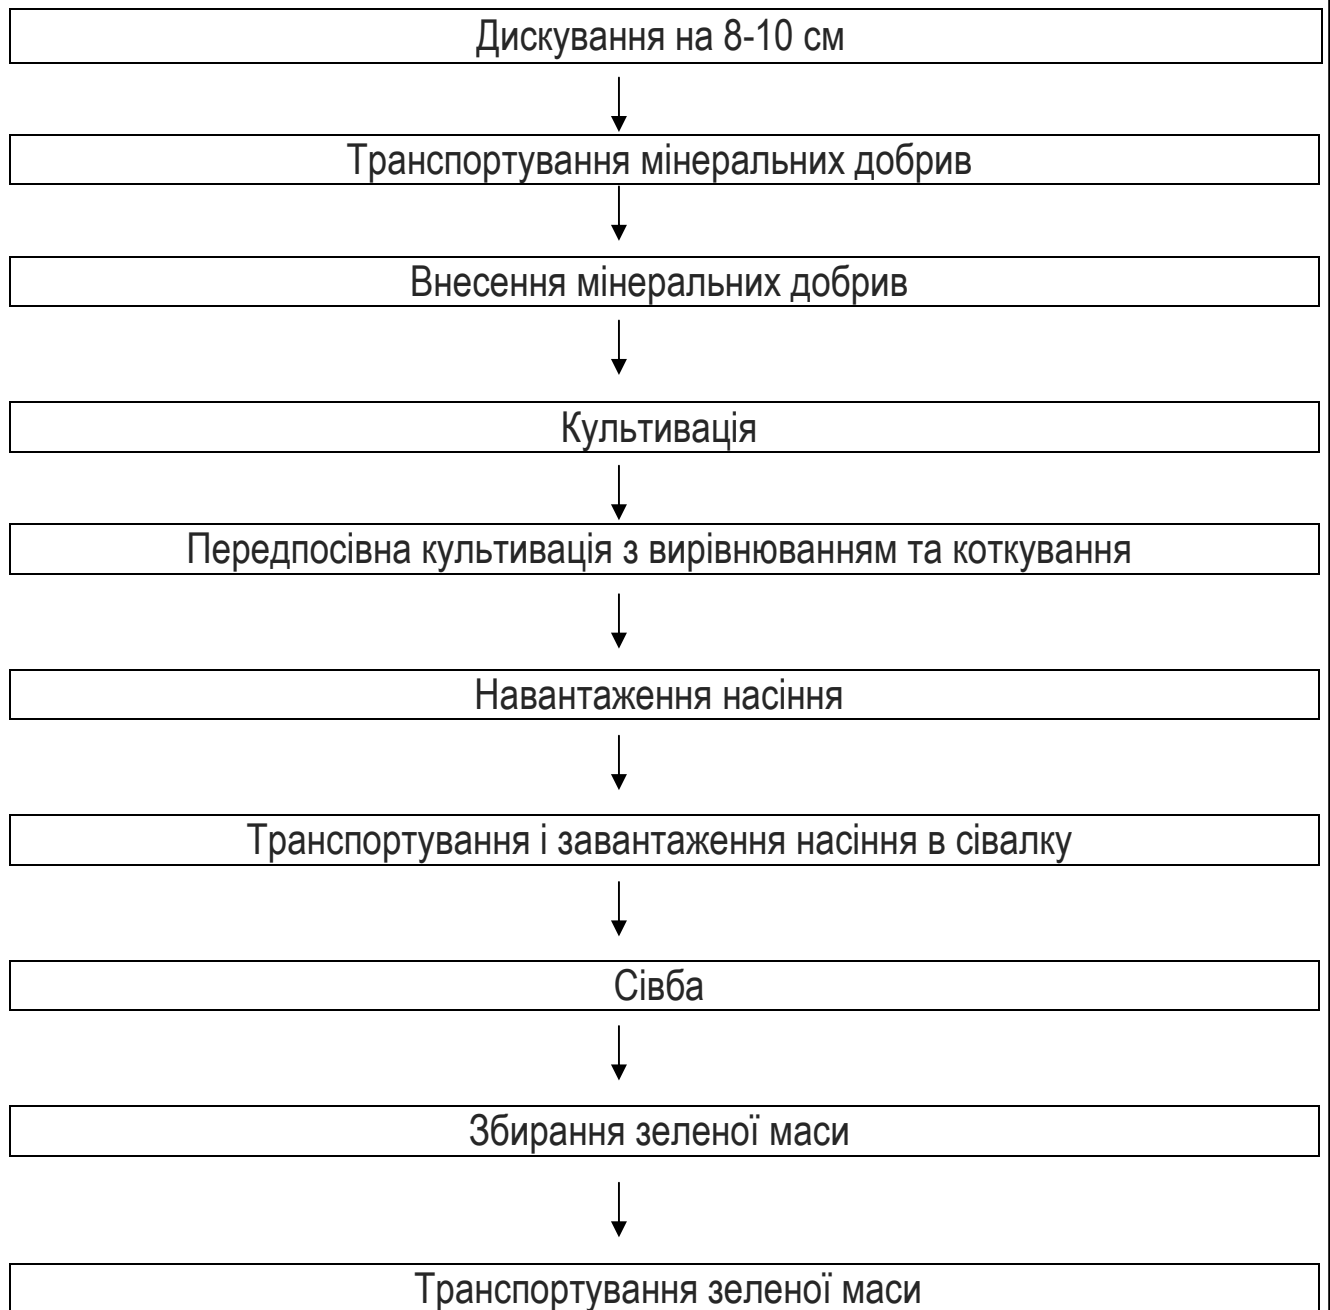 Дискування на 8-10 см
Транспортування мінеральних добрив
Внесення мінеральних добрив
Культивація
Передпосівна культивація з вирівнюванням та коткування
Навантаження насіння
Транспортування і завантаження насіння в сівалку
Сівба
Збирання зеленої маси
Транспортування зеленої маси